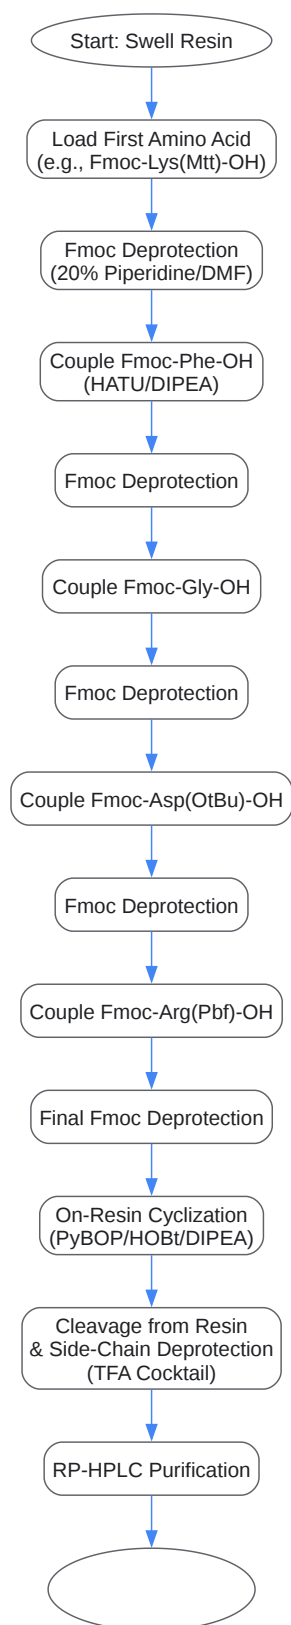 Start: Swell Resin
Load First Amino Acid
(e.g., Fmoc-Lys(Mtt)-OH)
Fmoc Deprotection
(20% Piperidine/DMF)
Couple Fmoc-Phe-OH
(HATU/DIPEA)
Fmoc Deprotection
Couple Fmoc-Gly-OH
Fmoc Deprotection
Couple Fmoc-Asp(OtBu)-OH
Fmoc Deprotection
Couple Fmoc-Arg(Pbf)-OH
Final Fmoc Deprotection
On-Resin Cyclization
(PyBOP/HOBt/DIPEA)
Cleavage from Resin
& Side-Chain Deprotection
(TFA Cocktail)
RP-HPLC Purification